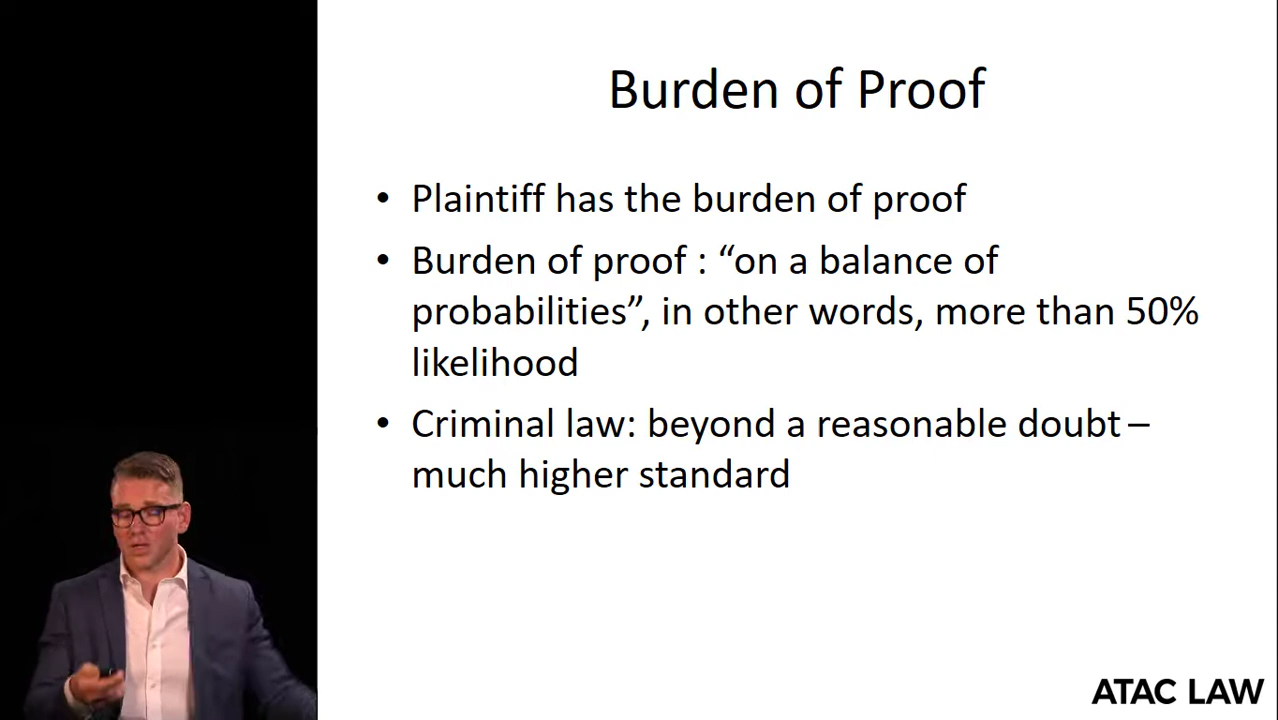 Burden of Proof
• Plaintiff has the burden of proof
• Burden of proof : “on a balance of
probabilities”, in other words, more than 50%
likelihood
• Criminal law: beyond a reasonable doubt –
much higher standard
ATAC LAW